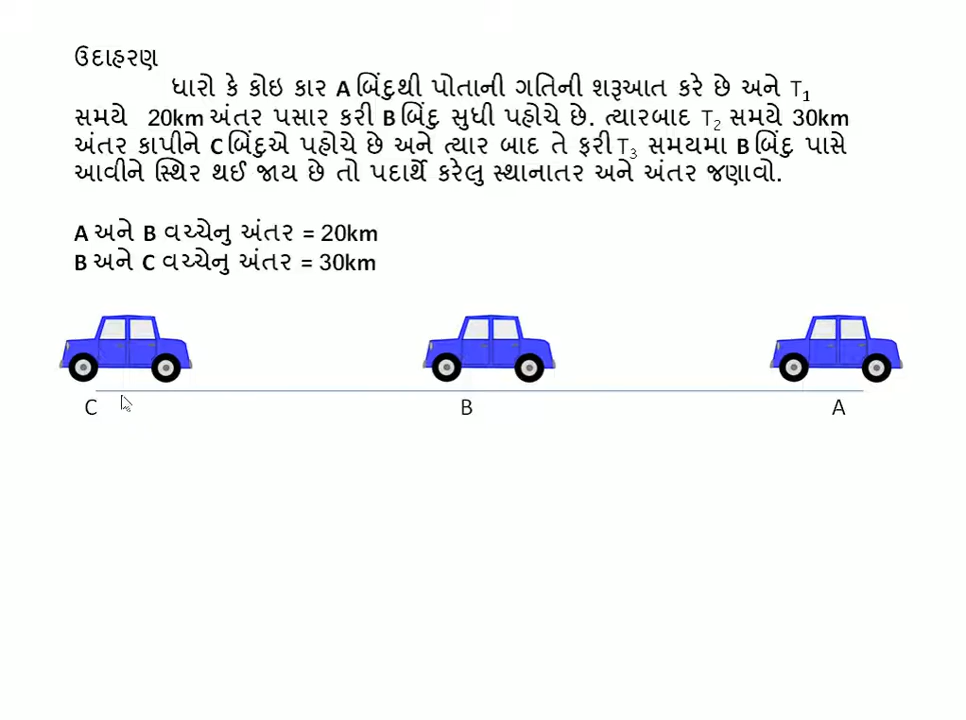 ઉદાહરણ
ધારો કે કોઇ કાર A બિંદુથી પોતાની ગતિની શરૂઆત કરે છે અને T₁
સમયે 20km અંતર પસાર કરી B બિંદુ સુધી પહોચે છે. ત્યારબાદ T₂ સમયે 30km
અંતર કાપીને C બિંદુએ પહોચે છે અને ત્યાર બાદ તે ફરી T₃ સમયમા B બિંદુ પાસે
આવીને સ્થિર થઈ જાય છે તો પદાર્થે કરેલુ સ્થાનાતર અને અંતર જણાવો.
A અને B વચ્ચેનુ અંતર = 20km
B અને C વચ્ચેનુ અંતર = 30km
C B A